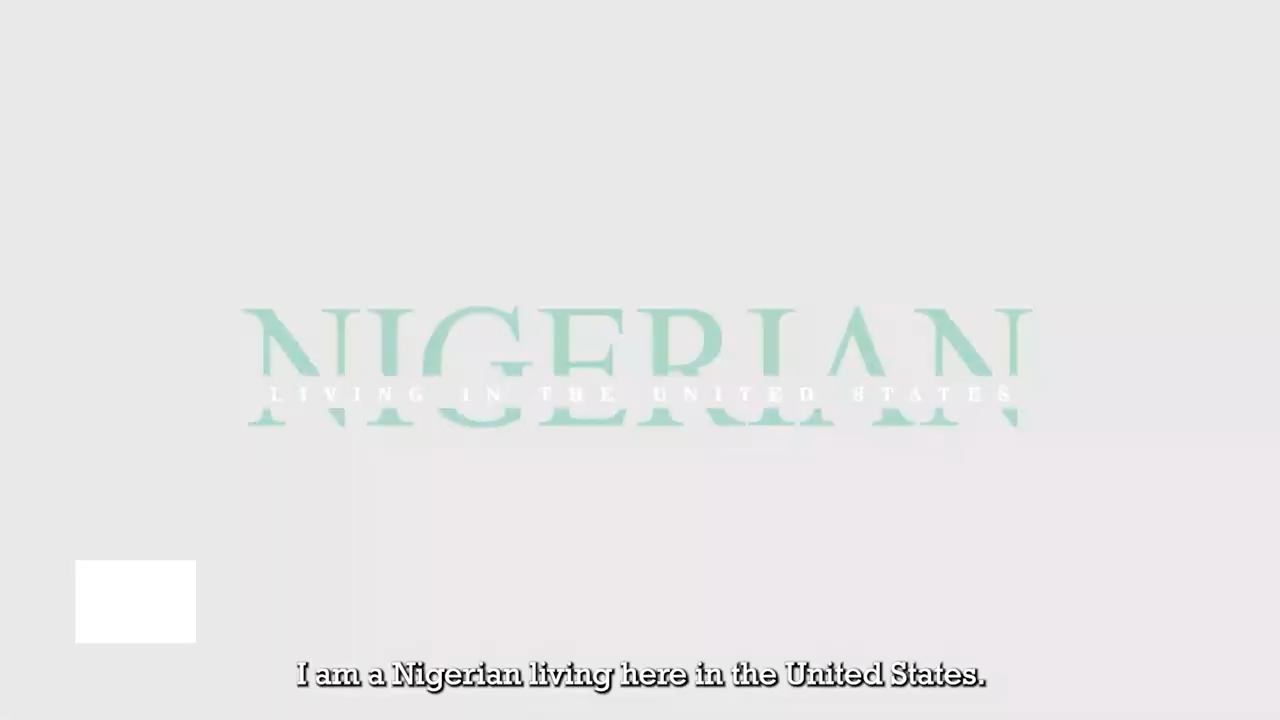 NIGERIAN
LIVING IN THE UNITED STATES
I am a Nigerian living here in the United States.